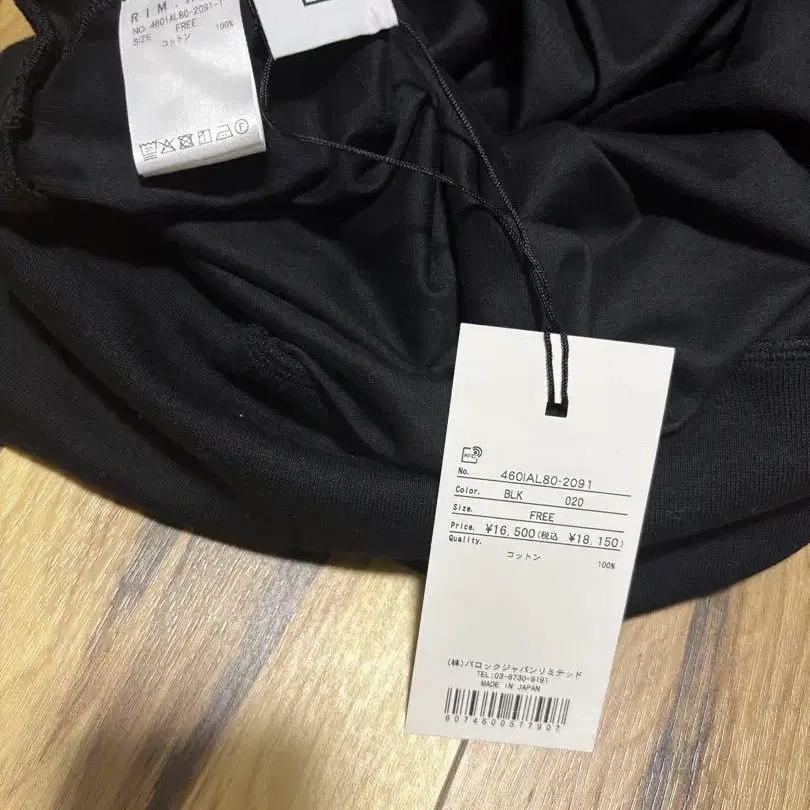 RIM.
NO. 460IAL80-2091-1
SIZE FREE
コットン 100%
No. 460IAL80-2091
Color. BLK 020
Size. FREE
Price. ¥16,500(税込 ¥18,150)
Quality.
コットン 100%
(株)バロックジャパンリミテッド
TEL:03-6730-9191
MADE IN JAPAN